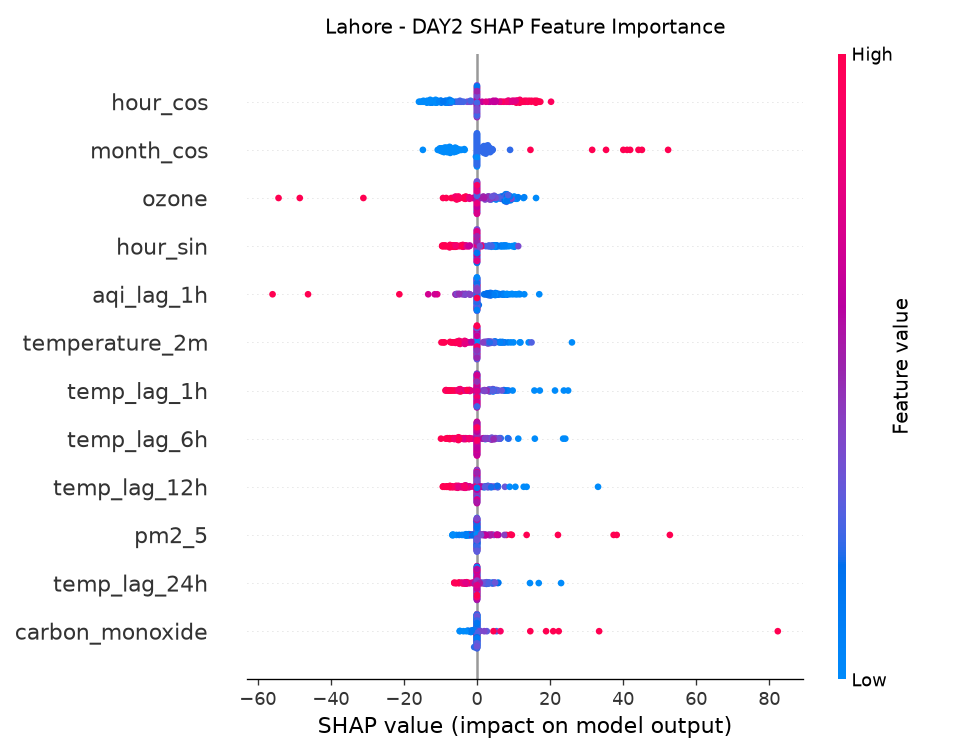 Lahore - DAY2 SHAP Feature Importance
High
hour_cos
month_cos
ozone
hour_sin
aqi_lag_1h
temperature_2m
temp_lag_1h
temp_lag_6h
temp_lag_12h
pm2_5
temp_lag_24h
carbon_monoxide
Feature value
Low
−60 −40 −20 0 20 40 60 80
SHAP value (impact on model output)